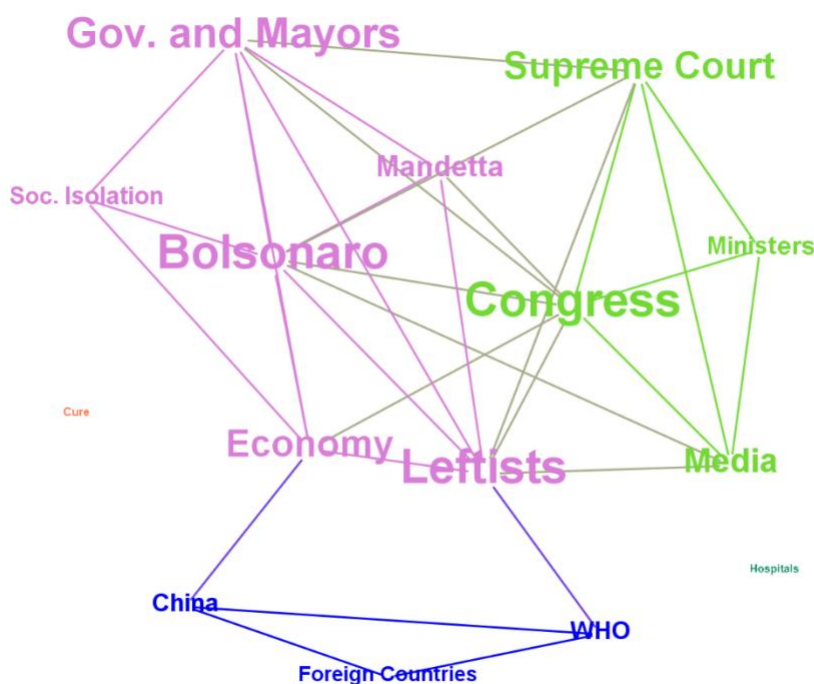 Gov. and Mayors
Supreme Court
Mandetta
Soc. Isolation
Bolsonaro
Ministers
Congress
Cure
Economy
Leftists
Media
Hospitals
China
WHO
Foreign Countries